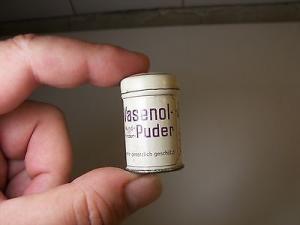 Vasenol-
Puder
gesetzlich geschützt